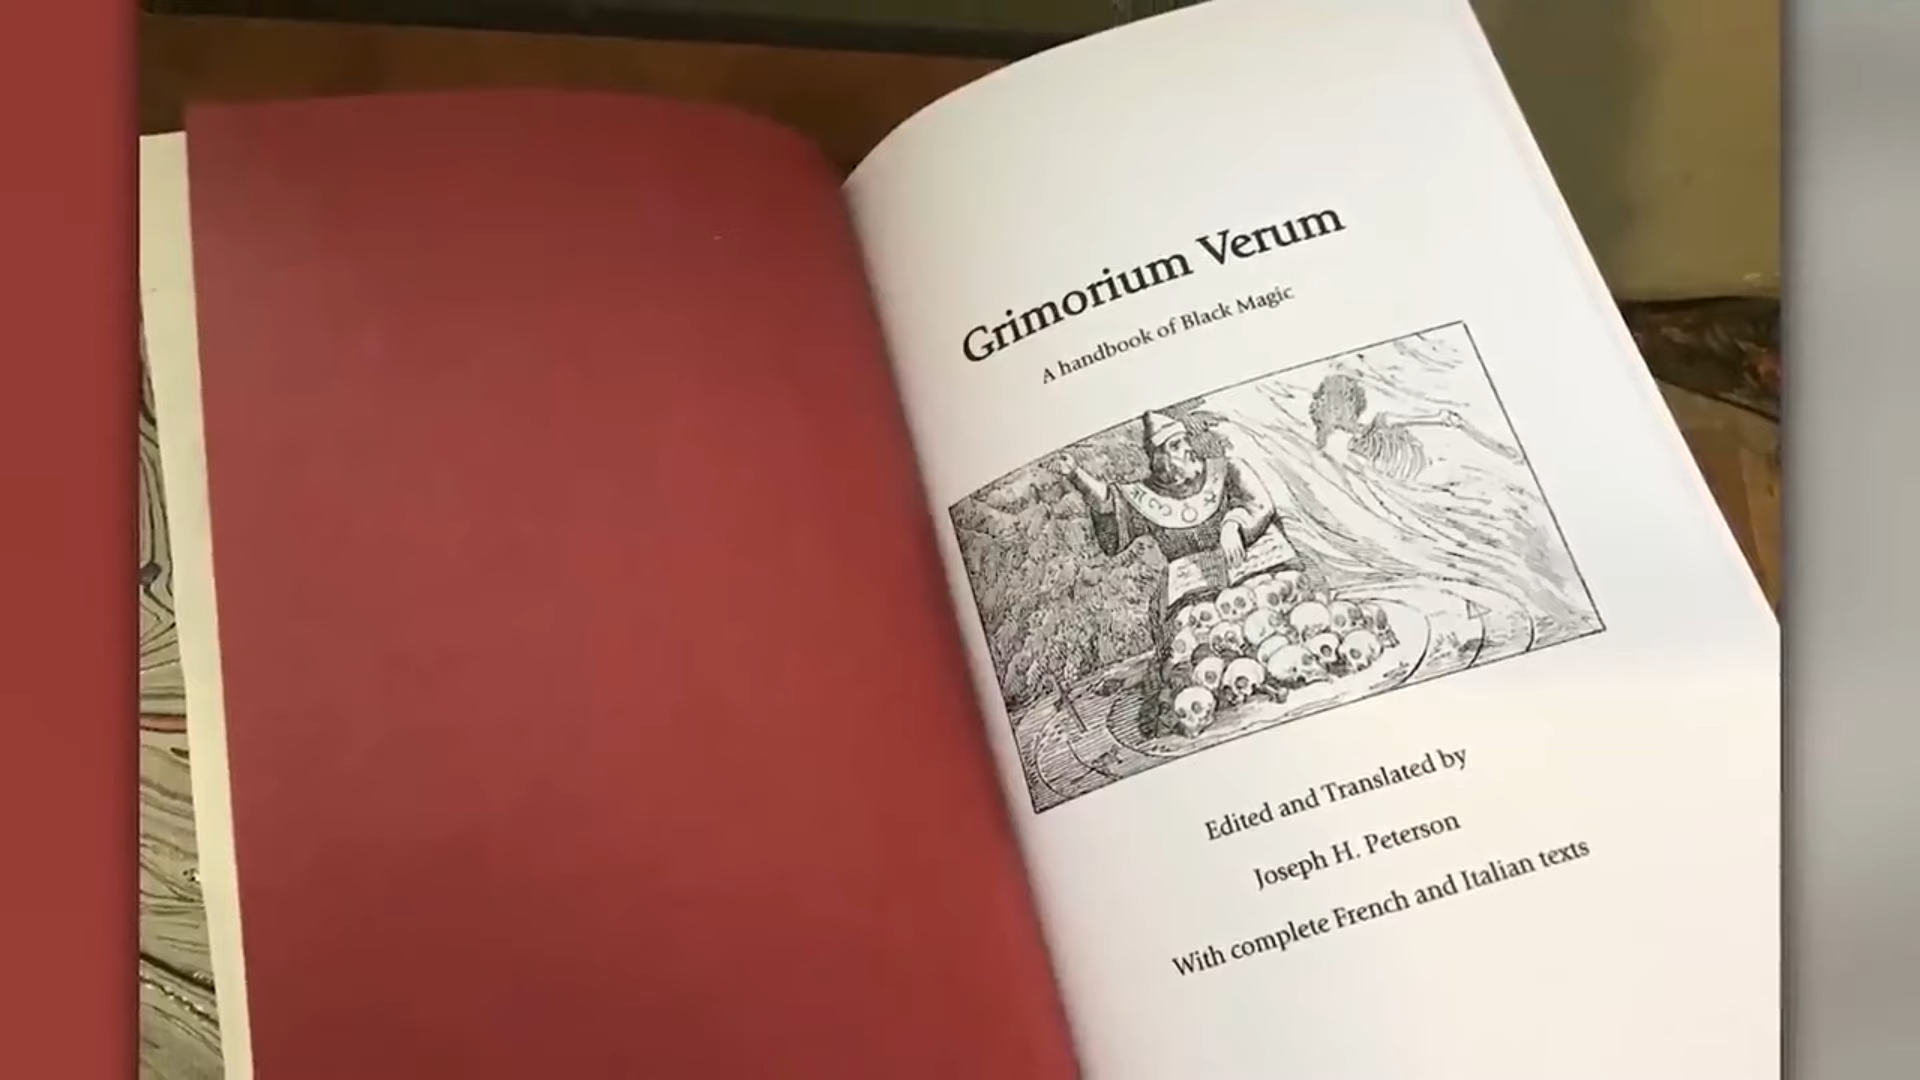 Grimorium Verum
A handbook of Black Magic
Edited and Translated by
Joseph H. Peterson
With complete French and Italian texts